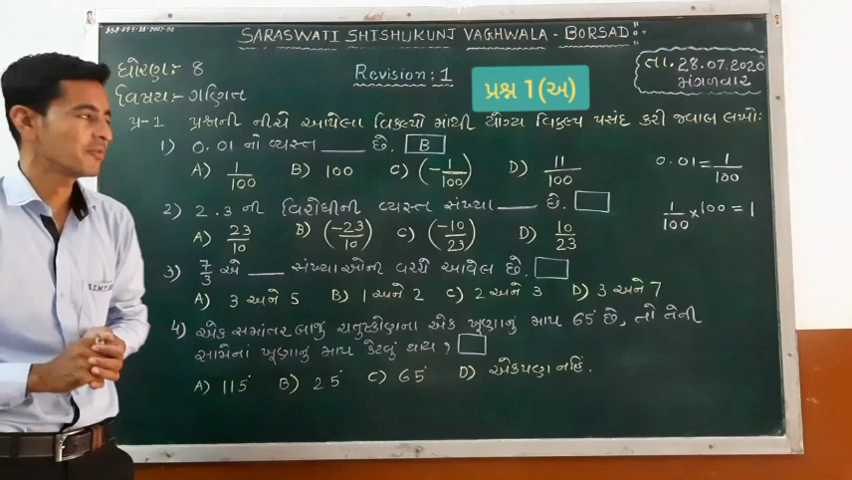 SARASWATI SHISHUKUNJ VAGHWALA - BORSAD
ધોરણ:- 8
Revision: 1
પ્રશ્ન 1(અ)
તા. 28.07.2020
મંગળવાર
વિષય:- ગણિત
પ્ર-1 પ્રશ્નની નીચે આપેલા વિકલ્પો માંથી યોગ્ય વિકલ્પ પસંદ કરી જવાબ લખો:
1) 0.01 નો વ્યસ્ત ____ છે. B
A) 1/100 B) 100 C) (-1/100) D) 11/100
0.01 = 1/100
1/100 × 100 = 1
2) 2.3 ની વિરોધીની વ્યસ્ત સંખ્યા ____ છે.
A) 23/10 B) (-23/10) C) (-10/23) D) 10/23
3) 7/3 એ ____ સંખ્યાઓની વચ્ચે આવેલ છે.
A) 3 અને 5 B) 1 અને 2 C) 2 અને 3 D) 3 અને 7
4) એક સમાંતર બાજુ ચતુષ્કોણના એક ખૂણાનું માપ 65° છે, તો તેની
સામેનાં ખૂણાનું માપ કેટલું થાય?
A) 115° B) 25° C) 65° D) એકપણ નહિં.